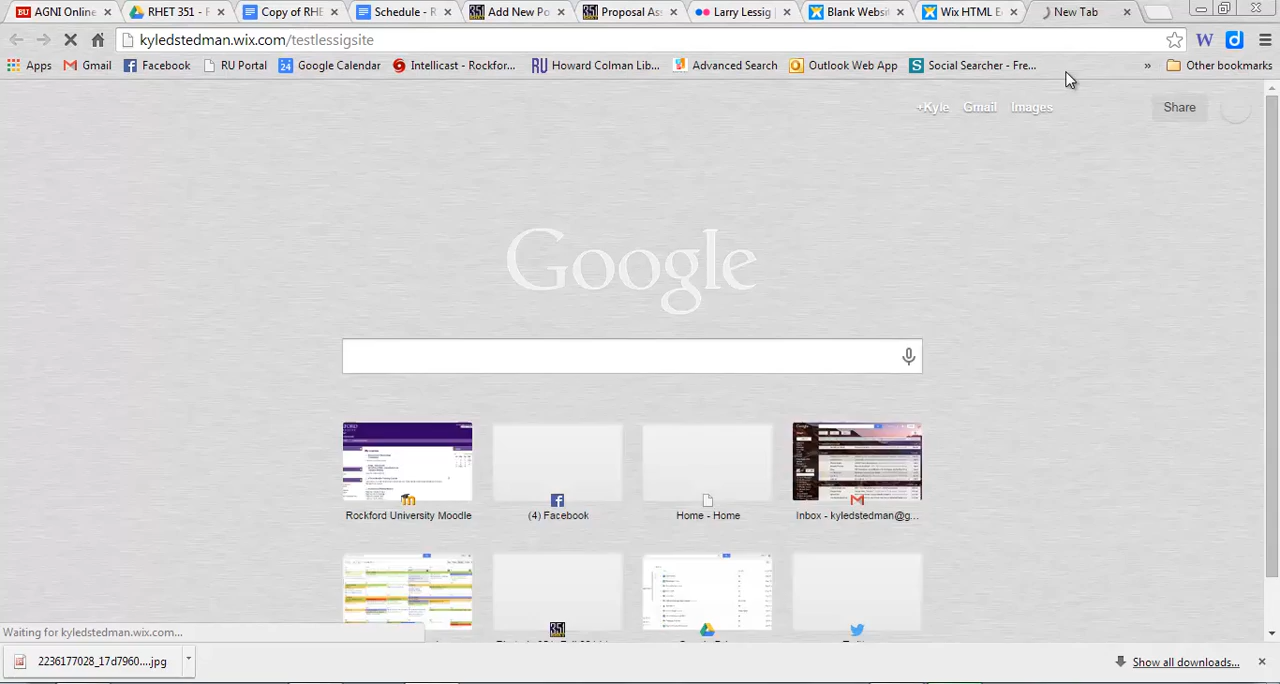 AGNI Online
RHET 351 - F
Copy of RHE
Schedule - R
Add New Po
Proposal As
Larry Lessig
Blank Websit
Wix HTML E
New Tab
kyledstedman.wix.com/testlessigsite
Apps
Gmail
Facebook
RU Portal
Google Calendar
Intellicast - Rockfor...
Howard Colman Lib...
Advanced Search
Outlook Web App
Social Searcher - Fre...
»
Other bookmarks
+Kyle
Gmail
Images
Share
Google
Rockford University Moodle
(4) Facebook
Home - Home
Inbox - kyledstedman@g...
Waiting for kyledstedman.wix.com...
2236177028_17d7960....jpg
Show all downloads...